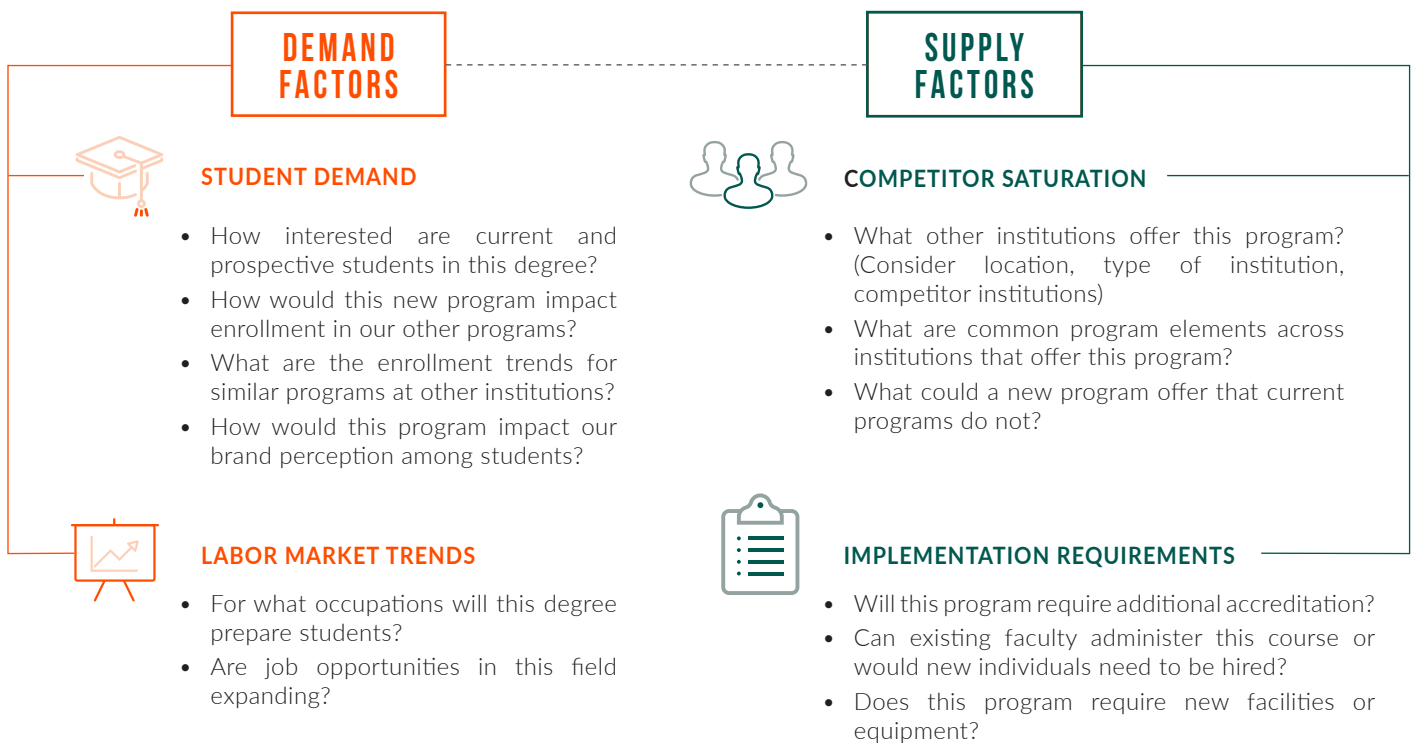 DEMAND
FACTORS
STUDENT DEMAND
• How interested are current and
prospective students in this degree?
• How would this new program impact
enrollment in our other programs?
• What are the enrollment trends for
similar programs at other institutions?
• How would this program impact our
brand perception among students?
LABOR MARKET TRENDS
• For what occupations will this degree
prepare students?
• Are job opportunities in this field
expanding?
SUPPLY
FACTORS
COMPETITOR SATURATION
• What other institutions offer this program?
(Consider location, type of institution,
competitor institutions)
• What are common program elements across
institutions that offer this program?
• What could a new program offer that current
programs do not?
IMPLEMENTATION REQUIREMENTS
• Will this program require additional accreditation?
• Can existing faculty administer this course or
would new individuals need to be hired?
• Does this program require new facilities or
equipment?